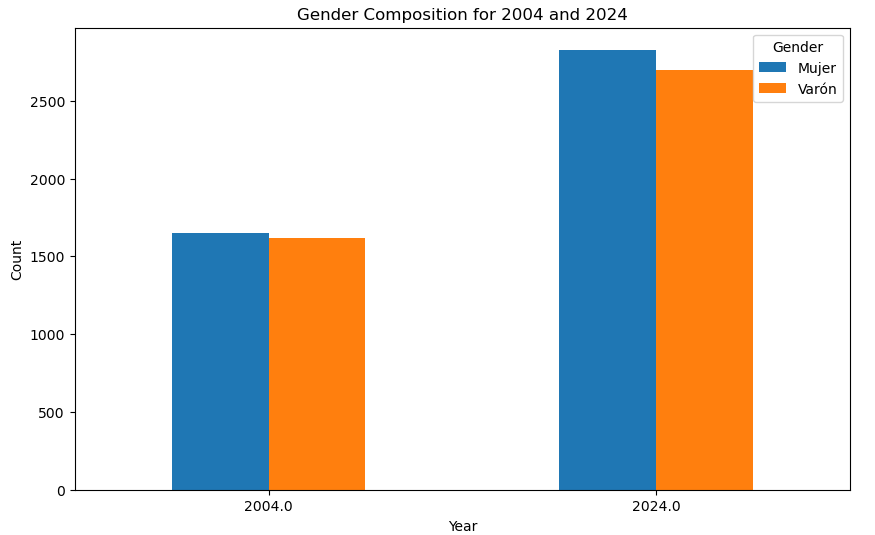 Gender Composition for 2004 and 2024
Gender
Mujer
Varón
2500
2000
1500
1000
500
0
Count
2004.0
2024.0
Year